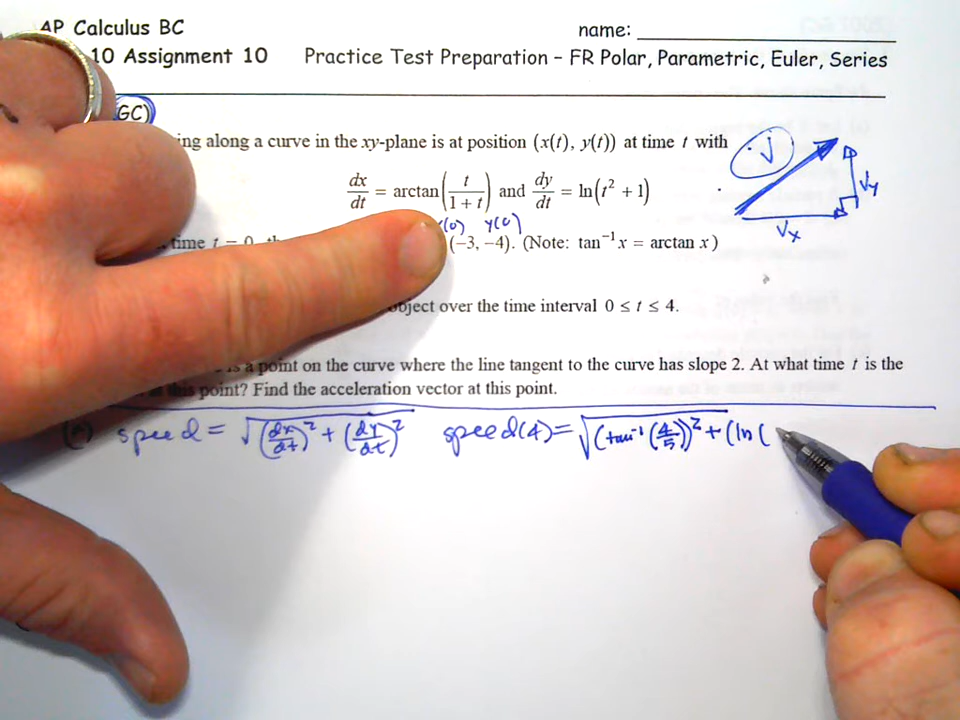 AP Calculus BC name:
10 Assignment 10 Practice Test Preparation – FR Polar, Parametric, Euler, Series
GC)
ng along a curve in the xy-plane is at position (x(t), y(t)) at time t with
dx/dt = arctan(t/(1+t)) and dy/dt = ln(t² + 1)
(0) y(0)
time t = 0, (−3, −4). (Note: tan⁻¹x = arctan x)
V
Vy
Vx
object over the time interval 0 ≤ t ≤ 4.
is a point on the curve where the line tangent to the curve has slope 2. At what time t is the
this point? Find the acceleration vector at this point.
speed = √((dx/dt)² + (dy/dt)²) speed(4) = √((tan⁻¹(4/5))² + (ln(